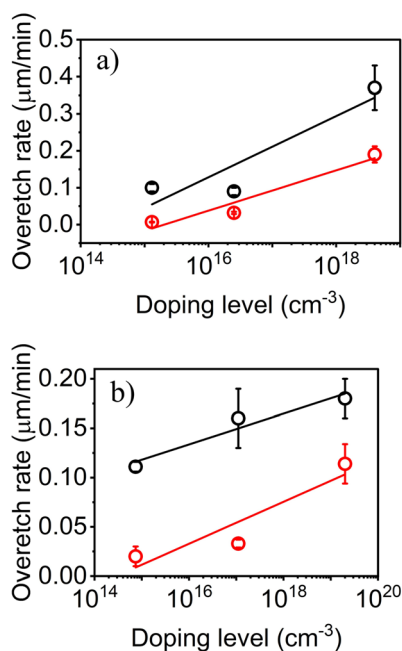 a)
Overetch rate (μm/min)
0.5
0.4
0.3
0.2
0.1
0.0
10^14 10^16 10^18
Doping level (cm^-3)
b)
Overetch rate (μm/min)
0.20
0.15
0.10
0.05
0.00
10^14 10^16 10^18 10^20
Doping level (cm^-3)